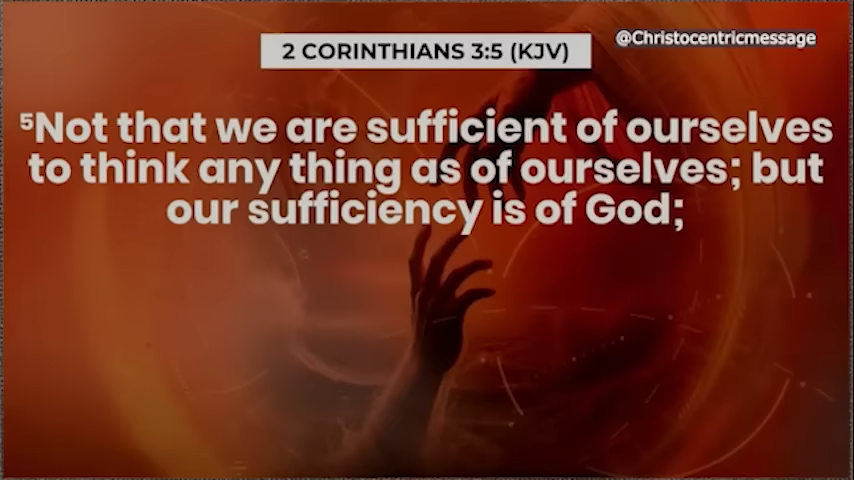 2 CORINTHIANS 3:5 (KJV)
@Christocentricmessage
⁵Not that we are sufficient of ourselves
to think any thing as of ourselves; but
our sufficiency is of God;